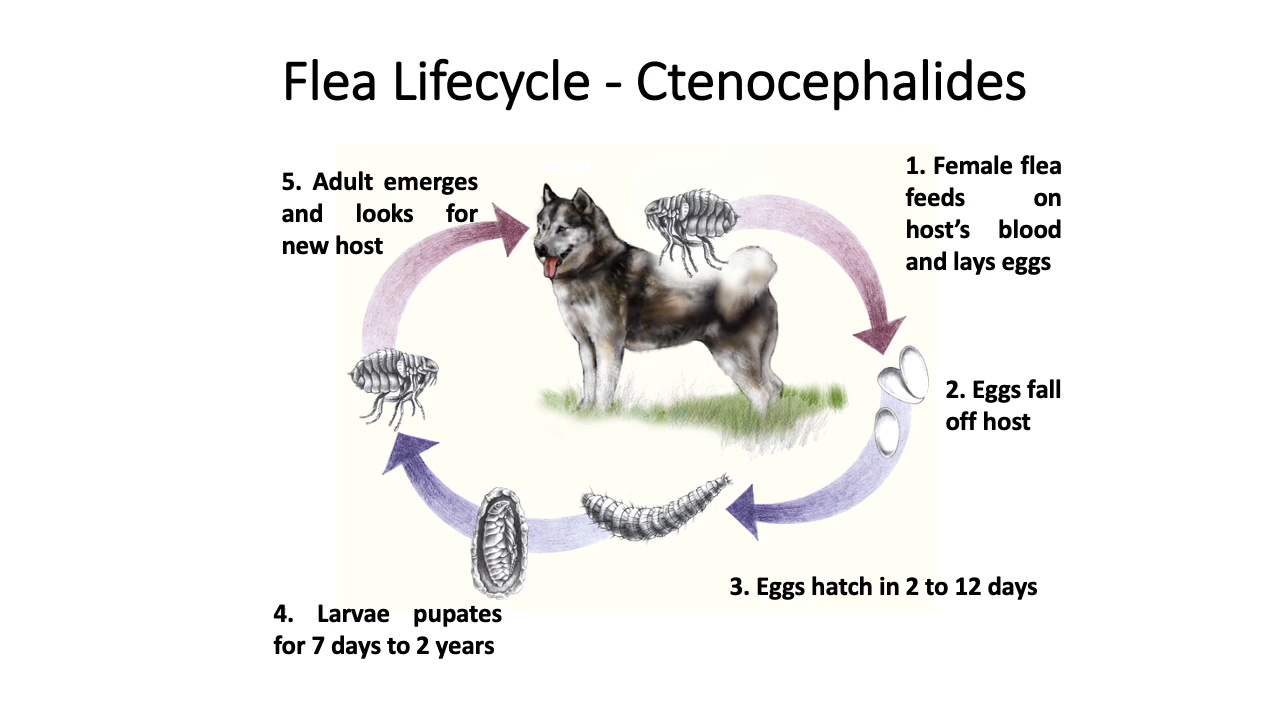 Flea Lifecycle - Ctenocephalides
1. Female flea
feeds on
host’s blood
and lays eggs
2. Eggs fall
off host
3. Eggs hatch in 2 to 12 days
4. Larvae pupates
for 7 days to 2 years
5. Adult emerges
and looks for
new host